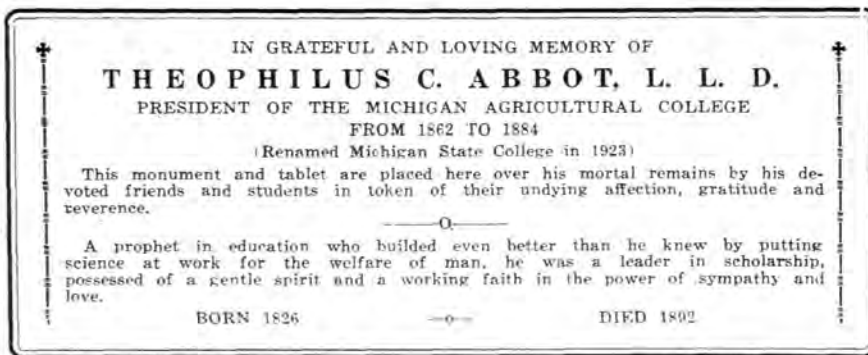 IN GRATEFUL AND LOVING MEMORY OF
THEOPHILUS C. ABBOT, L. L. D.
PRESIDENT OF THE MICHIGAN AGRICULTURAL COLLEGE
FROM 1862 TO 1884
(Renamed Michigan State College in 1923)
This monument and tablet are placed here over his mortal remains by his de-
voted friends and students in token of their undying affection, gratitude and
reverence.
A prophet in education who builded even better than he knew by putting
science at work for the welfare of man, he was a leader in scholarship,
possessed of a gentle spirit and a working faith in the power of sympathy and
love.
BORN 1826 —o— DIED 1892